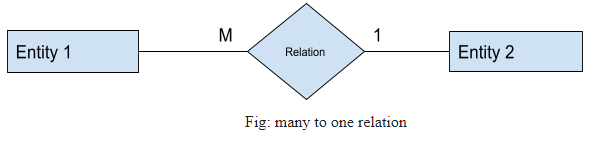 M
1
Entity 1
Relation
Entity 2
Fig: many to one relation